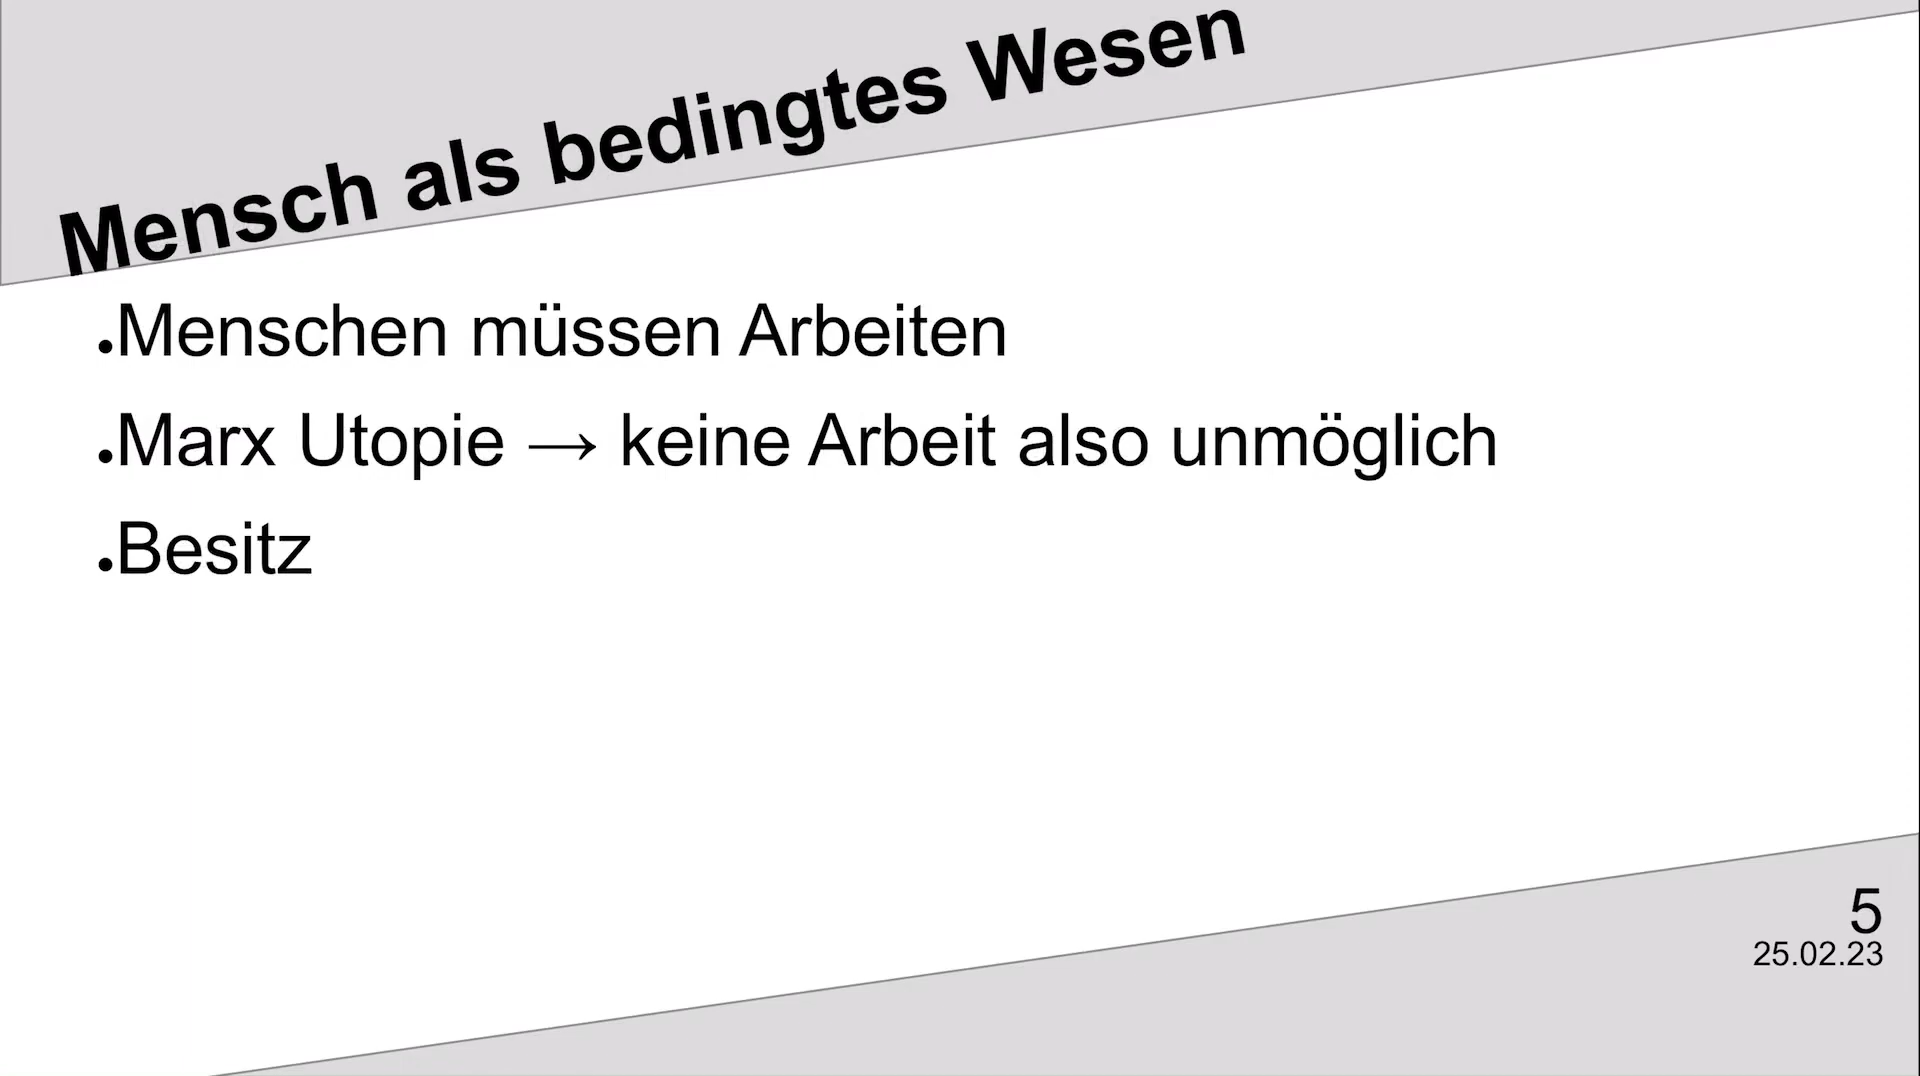 Mensch als bedingtes Wesen
●Menschen müssen Arbeiten
●Marx Utopie → keine Arbeit also unmöglich
●Besitz
5
25.02.23